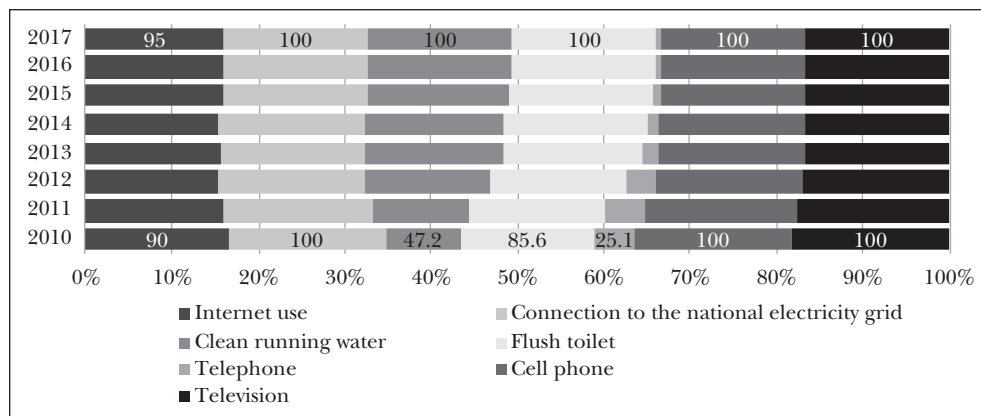 2017 95 100 100 100 100 100
2016
2015
2014
2013
2012
2011
2010 90 100 47.2 85.6 25.1 100 100
0% 10% 20% 30% 40% 50% 60% 70% 80% 90% 100%
Internet use Connection to the national electricity grid
Clean running water Flush toilet
Telephone Cell phone
Television